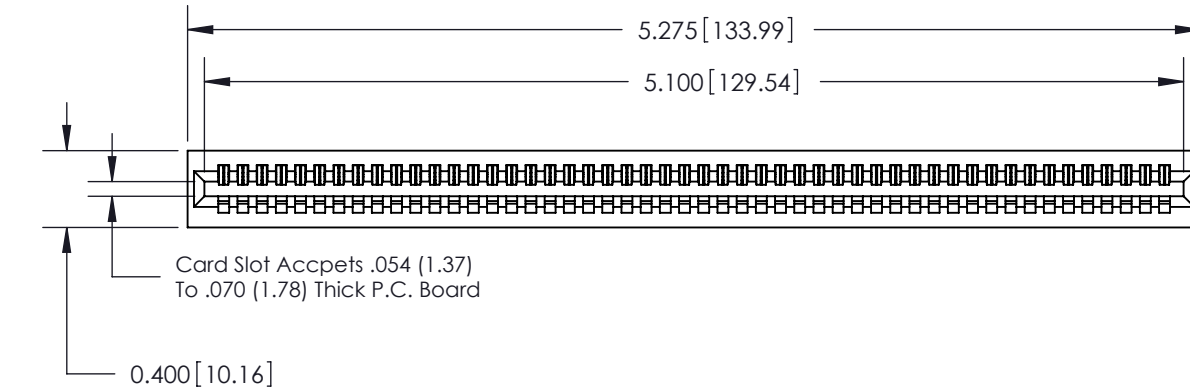 5.275[133.99]
5.100[129.54]
Card Slot Accpets .054 (1.37)
To .070 (1.78) Thick P.C. Board
0.400[10.16]